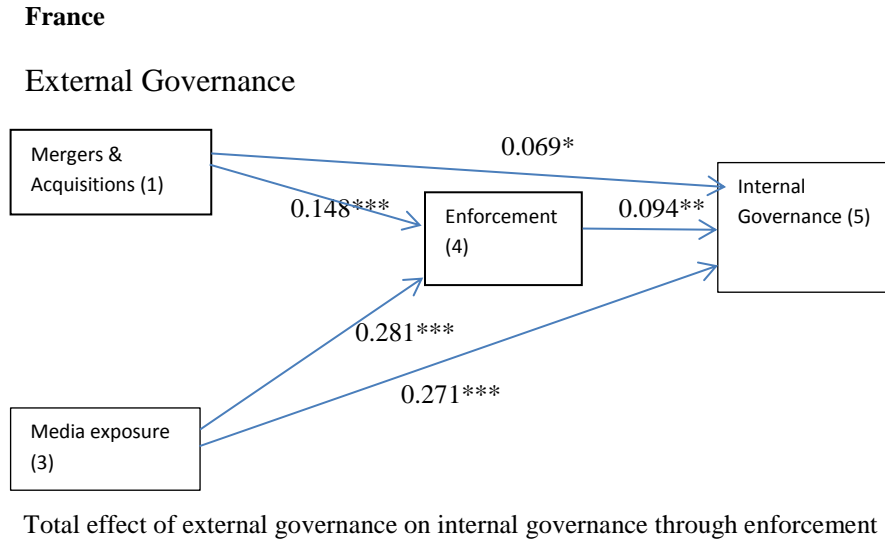 France
External Governance
Mergers &
Acquisitions (1)
0.069*
Internal
Governance (5)
0.148***
Enforcement
(4)
0.094**
0.281***
0.271***
Media exposure
(3)
Total effect of external governance on internal governance through enforcement